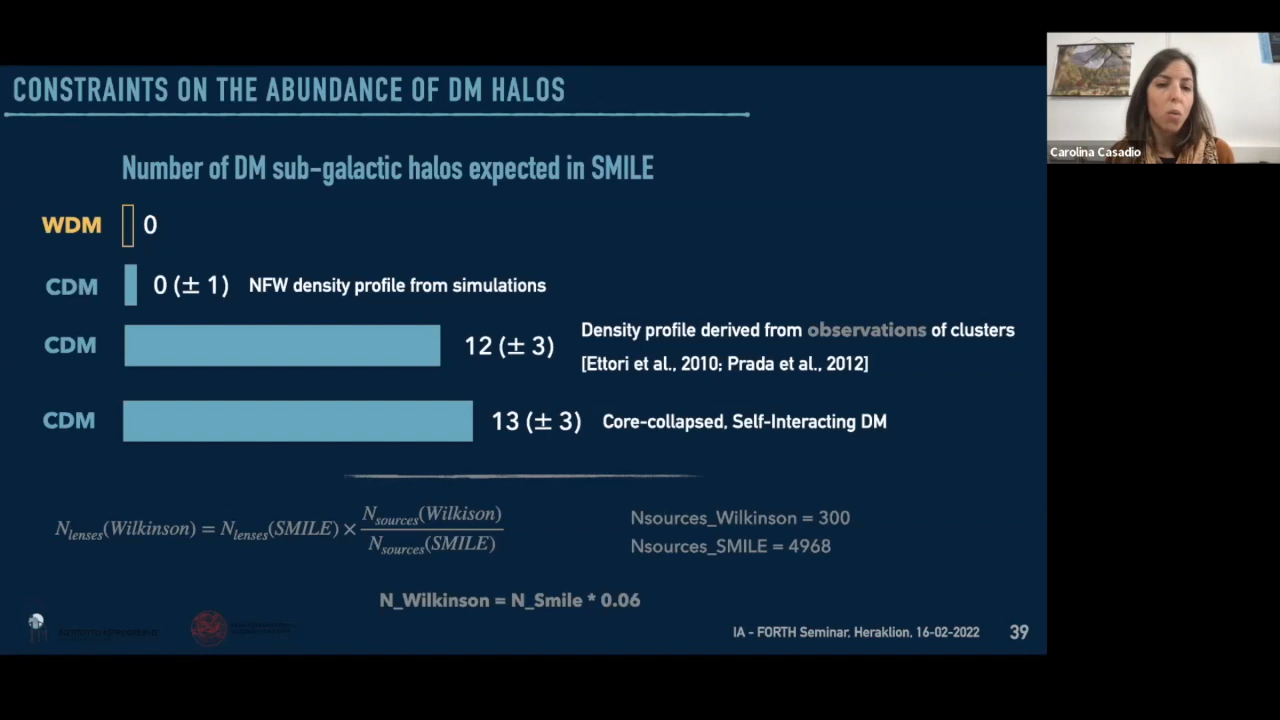 CONSTRAINTS ON THE ABUNDANCE OF DM HALOS
Carolina Casadio
Number of DM sub-galactic halos expected in SMILE
WDM 0
CDM 0 (± 1) NFW density profile from simulations
CDM 12 (± 3) Density profile derived from observations of clusters
[Ettori et al., 2010; Prada et al., 2012]
CDM 13 (± 3) Core-collapsed, Self-Interacting DM
N_lenses(Wilkinson) = N_lenses(SMILE) × N_sources(Wilkison) / N_sources(SMILE)
Nsources_Wilkinson = 300
Nsources_SMILE = 4968
N_Wilkinson = N_Smile * 0.06
IA - FORTH Seminar, Heraklion, 16-02-2022 39